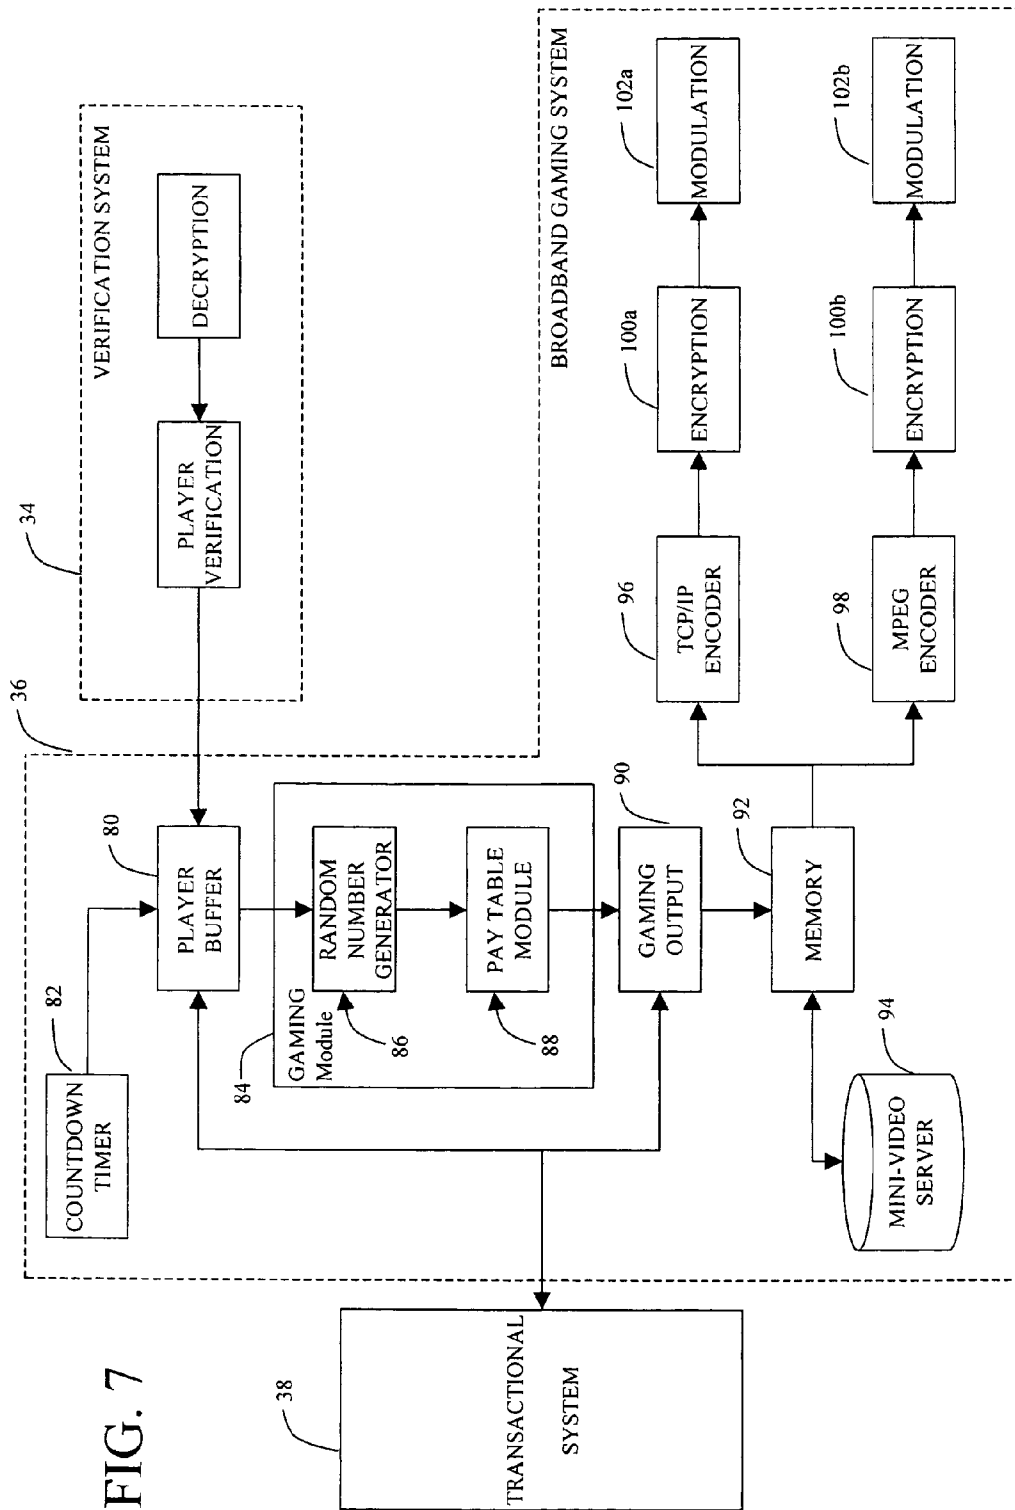 FIG. 7
36
34
VERIFICATION SYSTEM
82
COUNTDOWN
TIMER
80
PLAYER
BUFFER
PLAYER
VERIFICATION
DECRYPTION
84
GAMING
Module
RANDOM
NUMBER
GENERATOR
86
PAY TABLE
MODULE
88
38
TRANSACTIONAL
SYSTEM
BROADBAND GAMING SYSTEM
90
GAMING
OUTPUT
96
TCP/IP
ENCODER
100a
ENCRYPTION
102a
MODULATION
92
MEMORY
94
MINI-VIDEO
SERVER
98
MPEG
ENCODER
100b
ENCRYPTION
102b
MODULATION